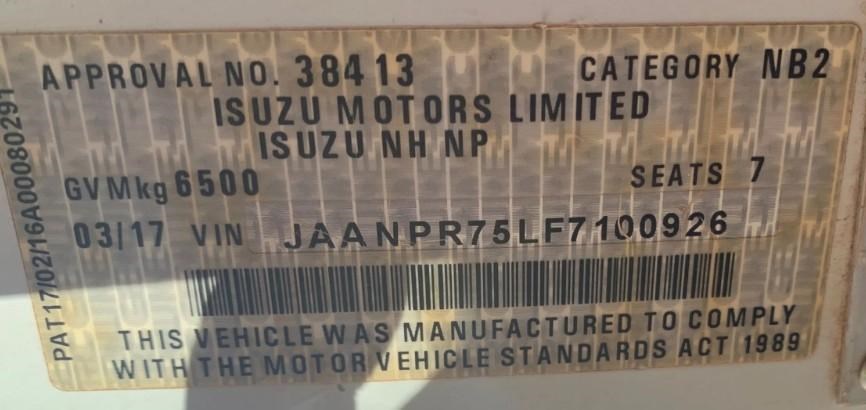 APPROVAL NO. 38413 CATEGORY NB2
ISUZU MOTORS LIMITED
ISUZU NH NP
GVMkg 6500 SEATS 7
03/17 VIN JAANPR75LF7100926
THIS VEHICLE WAS MANUFACTURED TO COMPLY
WITH THE MOTOR VEHICLE STANDARDS ACT 1989
PAT17/02/16A00080291